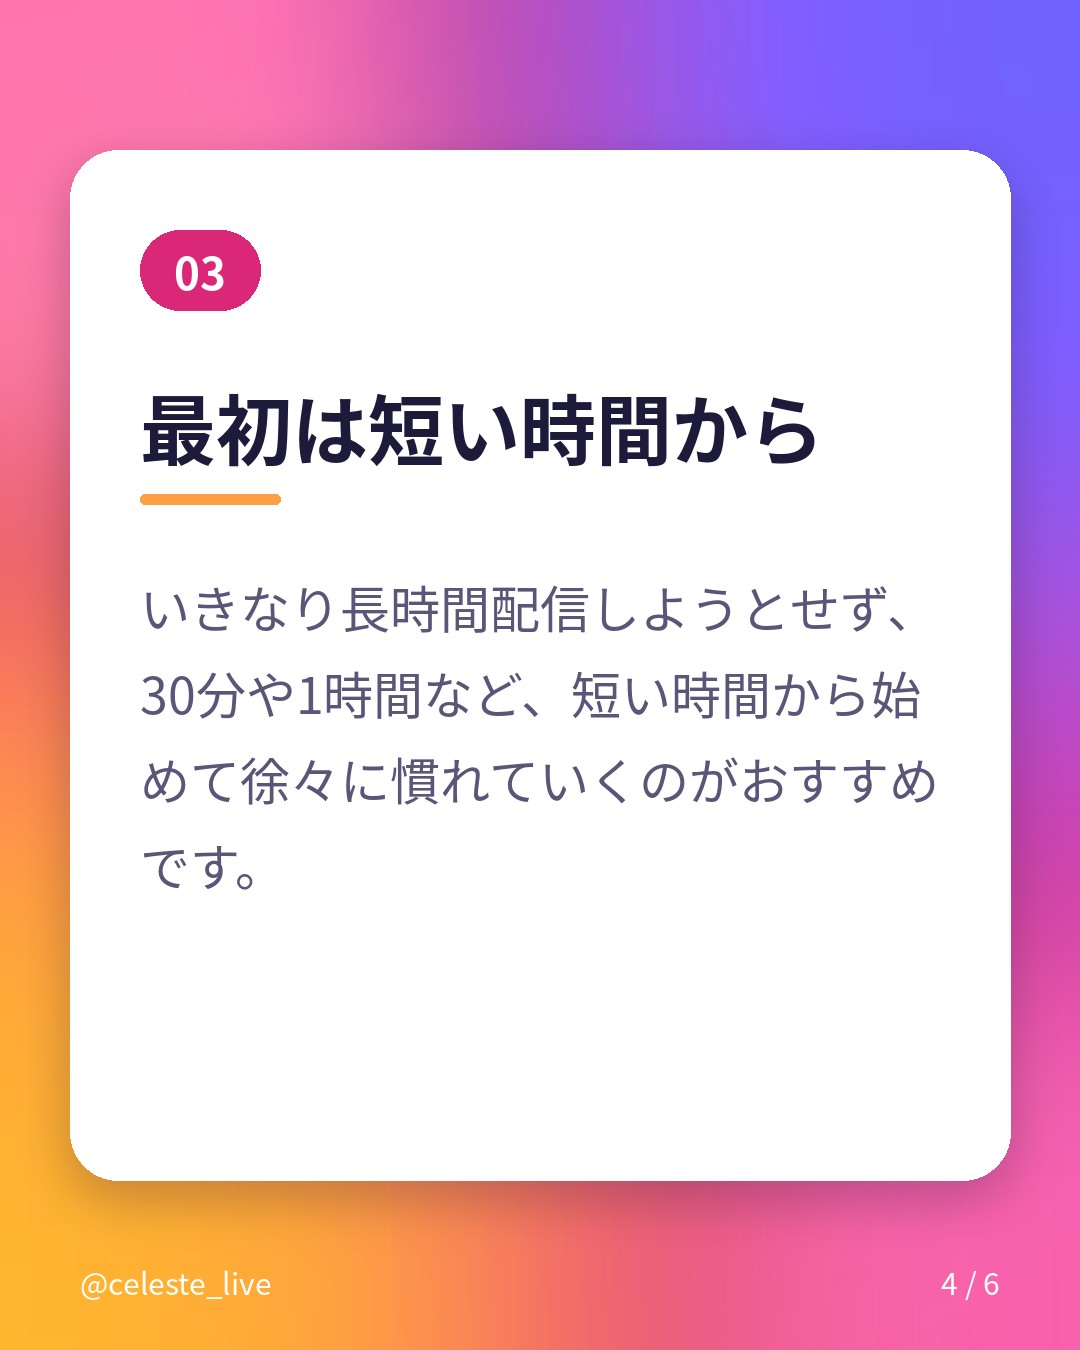 03
最初は短い時間から
いきなり長時間配信しようとせず、
30分や1時間など、短い時間から始
めて徐々に慣れていくのがおすすめ
です。
@celeste_live
4 / 6